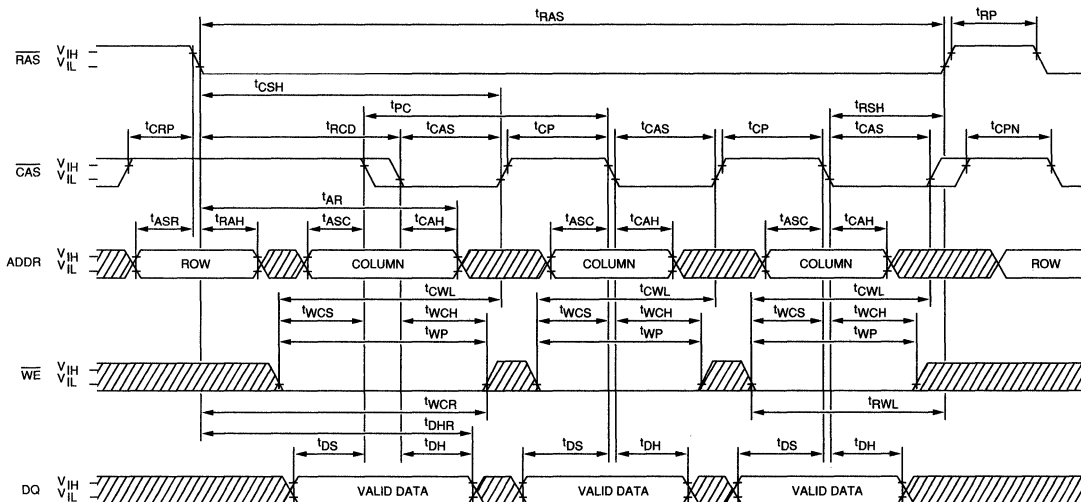 tRAS tRP
RAS VIH
VIL
tCSH
tPC tRSH
tCRP tRCD tCAS tCP tCAS tCP tCAS tCPN
CAS VIH
VIL
tAR
tASR tRAH tASC tCAH tASC tCAH tASC tCAH
ADDR VIH
VIL
ROW COLUMN COLUMN COLUMN ROW
tCWL tCWL tCWL
tWCS tWCH tWCS tWCH tWCS tWCH
tWP tWP tWP
WE VIH
VIL
tWCR tRWL
tDHR
tDS tDH tDS tDH tDS tDH
DQ VIH
VIL
VALID DATA VALID DATA VALID DATA